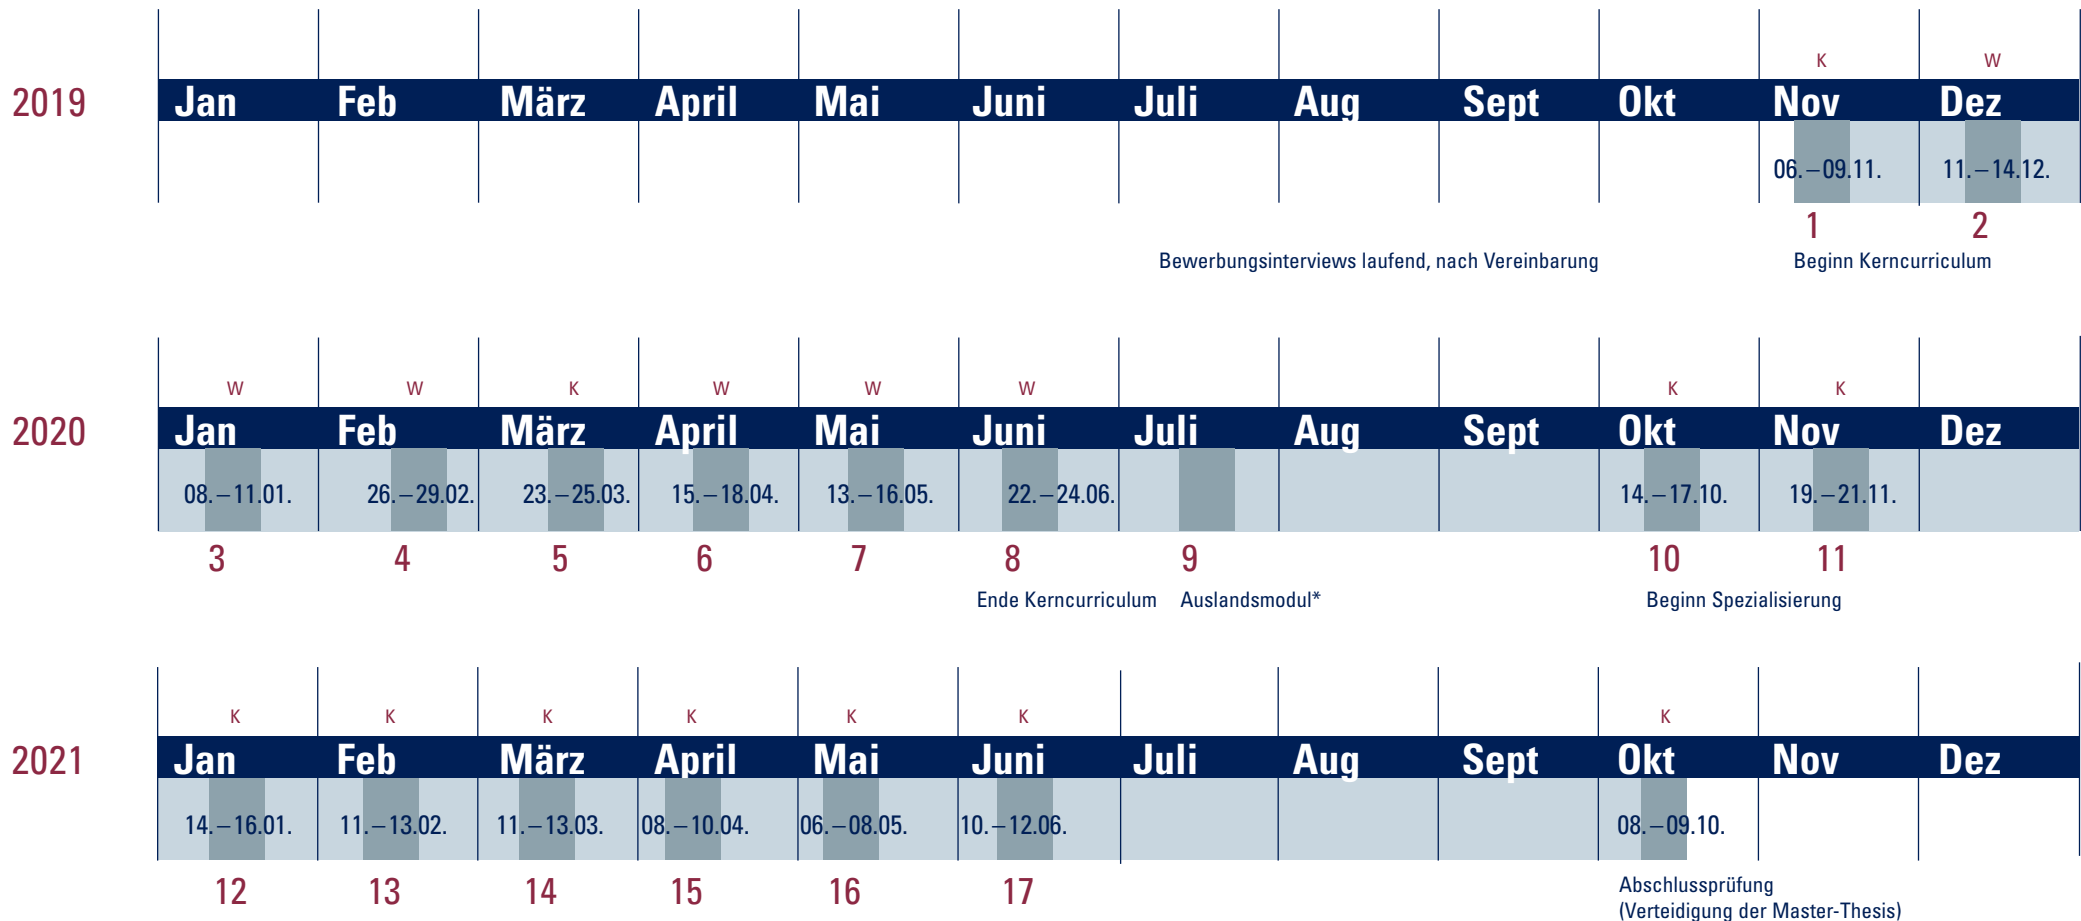 K W
2019 Jan Feb März April Mai Juni Juli Aug Sept Okt Nov Dez
06.–09.11. 11.–14.12.
1 2
Bewerbungsinterviews laufend, nach Vereinbarung Beginn Kerncurriculum
W W K W W W K K
2020 Jan Feb März April Mai Juni Juli Aug Sept Okt Nov Dez
08.–11.01. 26.–29.02. 23.–25.03. 15.–18.04. 13.–16.05. 22.–24.06. 14.–17.10. 19.–21.11.
3 4 5 6 7 8 9 10 11
Ende Kerncurriculum Auslandsmodul* Beginn Spezialisierung
K K K K K K K
2021 Jan Feb März April Mai Juni Juli Aug Sept Okt Nov Dez
14.–16.01. 11.–13.02. 11.–13.03. 08.–10.04. 06.–08.05. 10.–12.06. 08.–09.10.
12 13 14 15 16 17
Abschlussprüfung
(Verteidigung der Master-Thesis)